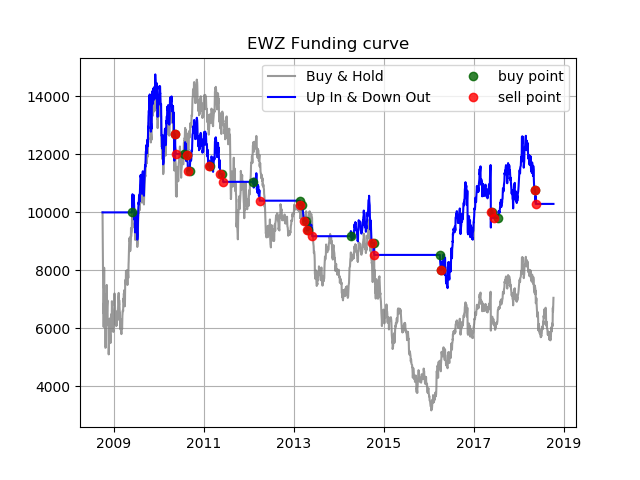 EWZ Funding curve
Buy & Hold
Up In & Down Out
buy point
sell point
14000
12000
10000
8000
6000
4000
2009 2011 2013 2015 2017 2019